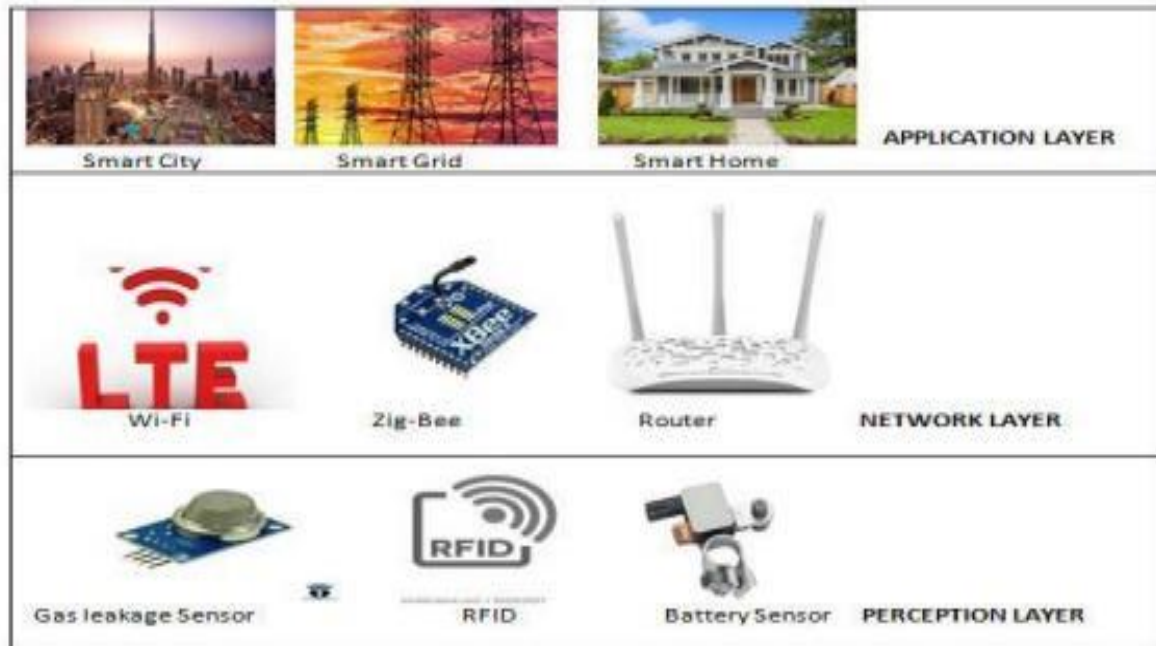 Smart City
Smart Grid
Smart Home
APPLICATION LAYER
LTE
XBee
Wi-Fi
Zig-Bee
Router
NETWORK LAYER
RFID
Gas leakage Sensor
RFID
Battery Sensor
PERCEPTION LAYER